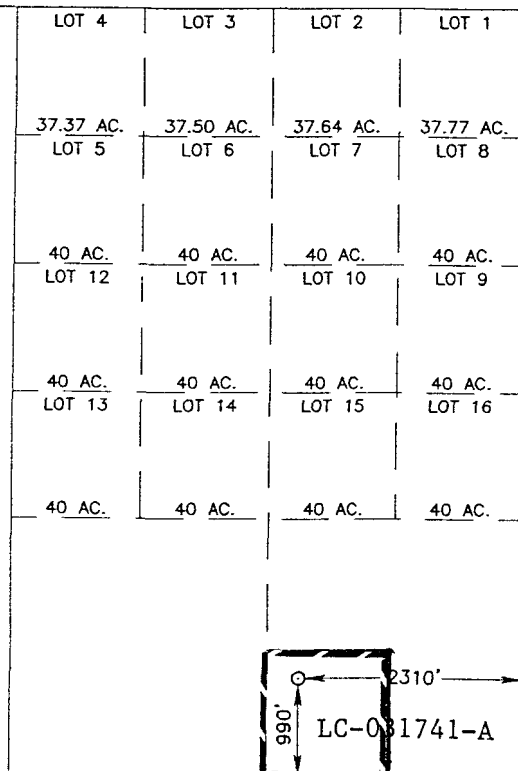 LOT 4 LOT 3 LOT 2 LOT 1
37.37 AC. 37.50 AC. 37.64 AC. 37.77 AC.
LOT 5 LOT 6 LOT 7 LOT 8
40 AC. 40 AC. 40 AC. 40 AC.
LOT 12 LOT 11 LOT 10 LOT 9
40 AC. 40 AC. 40 AC. 40 AC.
LOT 13 LOT 14 LOT 15 LOT 16
40 AC. 40 AC. 40 AC. 40 AC.
2310'
990'
LC-031741-A